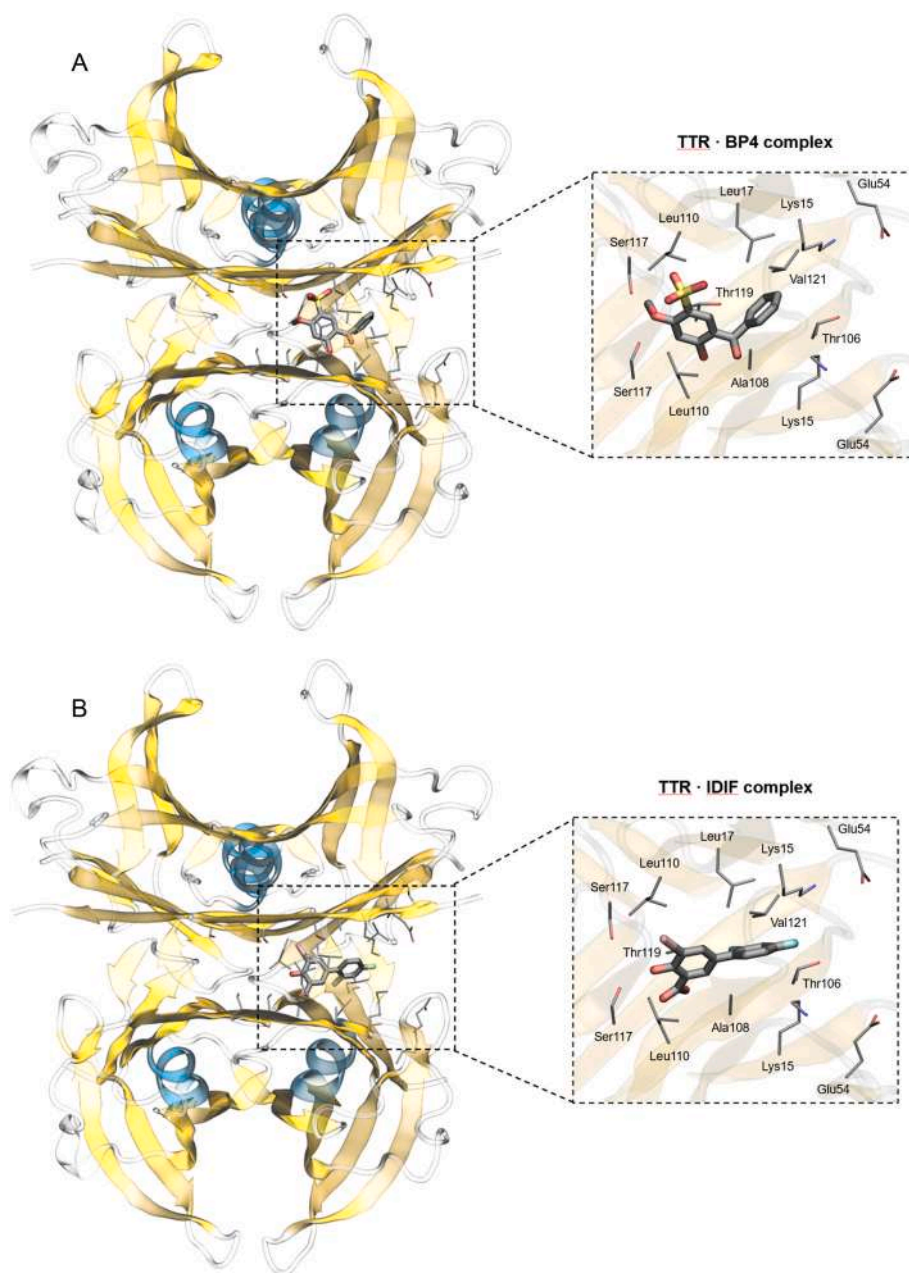 A
TTR · BP4 complex
Glu54
Leu17
Lys15
Leu110
Ser117
Val121
Thr119
Thr106
Ser117
Ala108
Leu110
Lys15
Glu54
B
TTR · IDIF complex
Glu54
Leu17
Lys15
Leu110
Ser117
Val121
Thr119
Thr106
Ser117
Ala108
Leu110
Lys15
Glu54